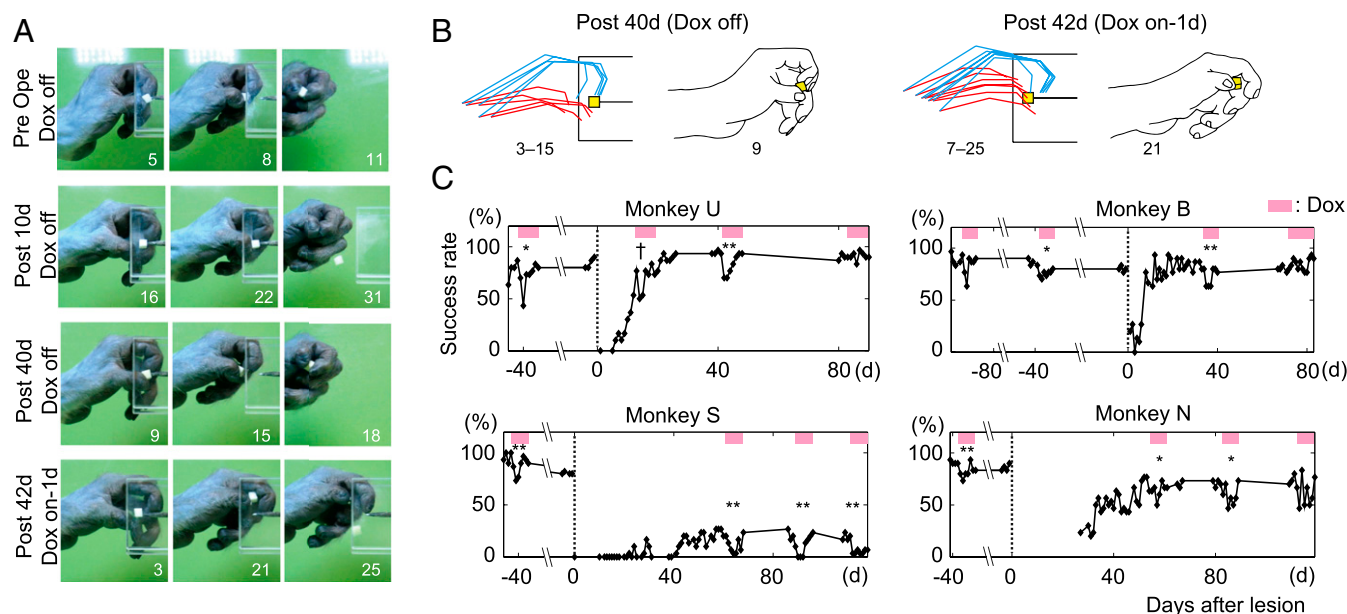 A
Pre Ope
Dox off
5
8
11
Post 10d
Dox off
16
22
31
Post 40d
Dox off
9
15
18
Post 42d
Dox on-1d
3
21
25
B
Post 40d (Dox off)
3–15
9
Post 42d (Dox on-1d)
7–25
21
C
(%)
Monkey U
100
50
0
Success rate
*
†
**
-40
0
40
80
(d)
(%)
Monkey B
: Dox
100
50
0
*
**
-80
-40
0
40
80
(d)
(%)
Monkey S
100
50
0
**
**
**
**
-40
0
40
80
(d)
(%)
Monkey N
100
50
0
**
*
*
-40
0
40
80
(d)
Days after lesion